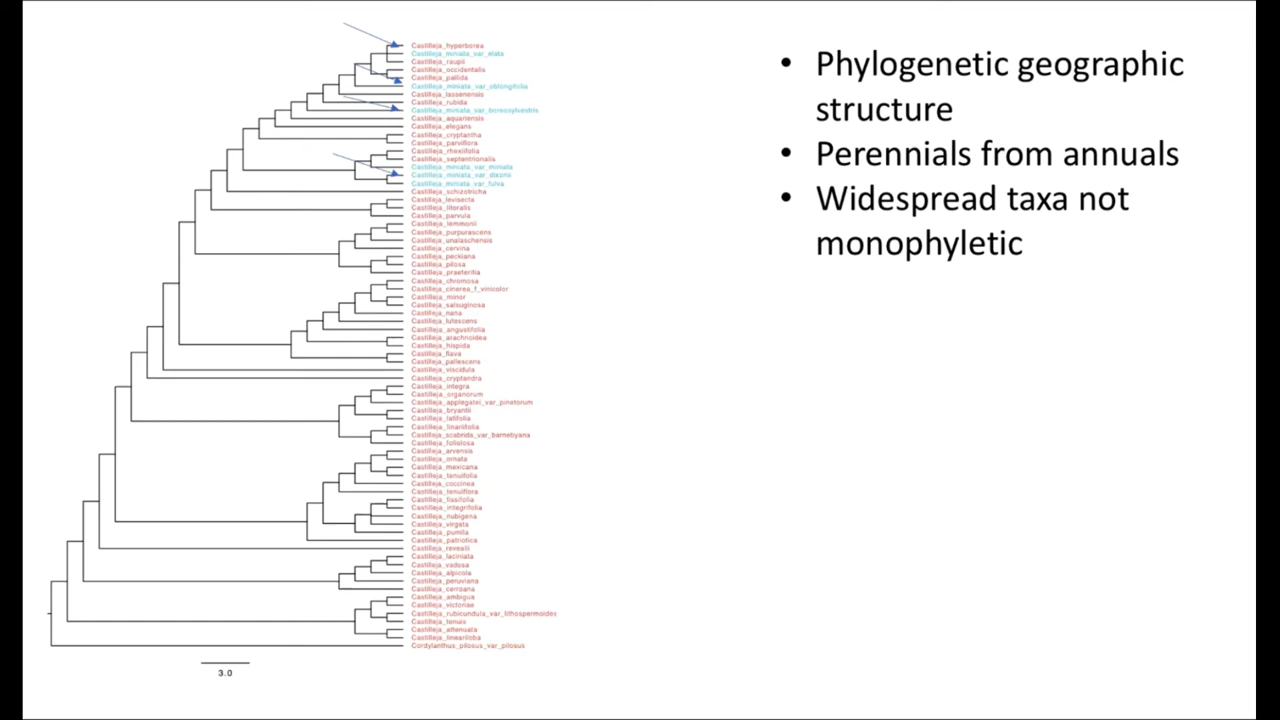 Castilleja_hyperborea
Castilleja_miniata_var_elata
Castilleja_raupii
Castilleja_occidentalis
Castilleja_pallida
Castilleja_miniata_var_oblongifolia
Castilleja_lassenensis
Castilleja_rubida
Castilleja_miniata_var_boreosylvestris
Castilleja_aquariensis
Castilleja_elegans
Castilleja_cryptantha
Castilleja_parviflora
Castilleja_rhexiifolia
Castilleja_septentrionalis
Castilleja_miniata_var_miniata
Castilleja_miniata_var_dixonii
Castilleja_miniata_var_fulva
Castilleja_schizotricha
Castilleja_levisecta
Castilleja_litoralis
Castilleja_parvula
Castilleja_lemmonii
Castilleja_purpurascens
Castilleja_unalaschensis
Castilleja_cervina
Castilleja_peckiana
Castilleja_pilosa
Castilleja_praeterita
Castilleja_chromosa
Castilleja_cinerea_f_vinicolor
Castilleja_minor
Castilleja_salsuginosa
Castilleja_nana
Castilleja_lutescens
Castilleja_angustifolia
Castilleja_arachnoidea
Castilleja_hispida
Castilleja_flava
Castilleja_pallescens
Castilleja_viscidula
Castilleja_cryptandra
Castilleja_integra
Castilleja_organorum
Castilleja_applegatei_var_pinetorum
Castilleja_bryantii
Castilleja_latifolia
Castilleja_linariifolia
Castilleja_scabrida_var_barnebyana
Castilleja_foliolosa
Castilleja_arvensis
Castilleja_ornata
Castilleja_mexicana
Castilleja_tenuifolia
Castilleja_coccinea
Castilleja_tenuiflora
Castilleja_fissifolia
Castilleja_integrifolia
Castilleja_nubigena
Castilleja_virgata
Castilleja_pumila
Castilleja_patriotica
Castilleja_revealii
Castilleja_laciniata
Castilleja_vadosa
Castilleja_alpicola
Castilleja_peruviana
Castilleja_cerroana
Castilleja_ambigua
Castilleja_victoriae
Castilleja_rubicundula_var_lithospermoides
Castilleja_tenuis
Castilleja_attenuata
Castilleja_lineariloba
Cordylanthus_pilosus_var_pilosus
3.0
• Phylogenetic geographic
structure
• Perennials from annuals
• Widespread taxa not
monophyletic